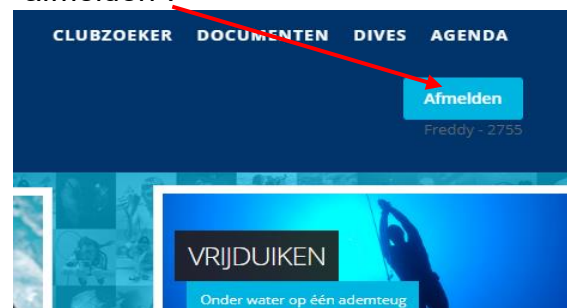 CLUBZOEKER DOCUMENTEN DIVES AGENDA
Afmelden
Freddy - 2755
VRIJDUIKEN
Onder water op één ademteug